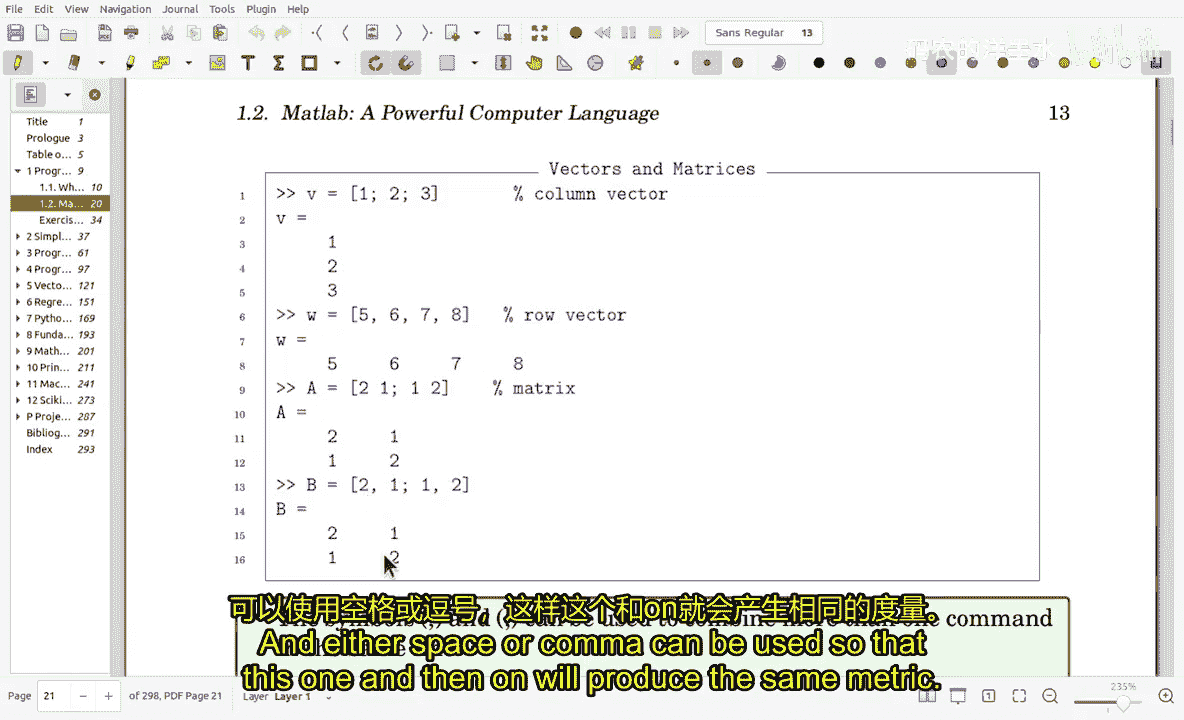 File Edit View Navigation Journal Tools Plugin Help
Sans Regular 13
Title 1
Prologue 3
Table o... 5
1 Progr... 9
1.1. Wh... 10
1.2. Ma... 20
Exercis... 34
2 Simpl... 37
3 Progr... 61
4 Progr... 97
5 Vecto... 121
6 Regre... 151
7 Pytho... 169
8 Funda... 193
9 Math... 201
10 Prin... 211
11 Mac... 241
12 Sciki... 273
P Proje... 287
Bibliog... 291
Index 293
1.2. Matlab: A Powerful Computer Language 13
Vectors and Matrices
1 >> v = [1; 2; 3] % column vector
2 v =
3 1
4 2
5 3
6 >> w = [5, 6, 7, 8] % row vector
7 w =
8 5 6 7 8
9 >> A = [2 1; 1 2] % matrix
10 A =
11 2 1
12 1 2
13 >> B = [2, 1; 1, 2]
14 B =
15 2 1
16 1 2
command
可以使用空格或逗号，这样这个和on就会产生相同的度量。
And either space or comma can be used so that
this one and then on will produce the same metric.
Page 21 of 298, PDF Page 21 Layer Layer 1
235%